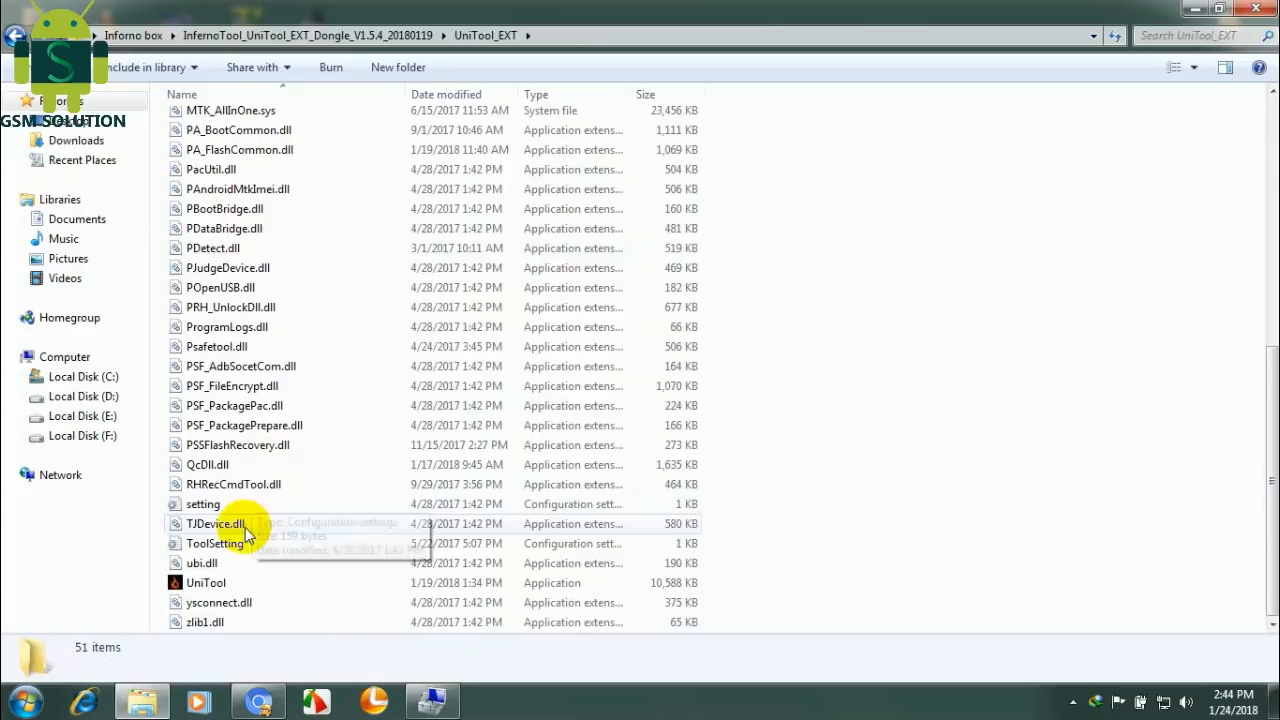 Inforno box ▸ InfernoTool_UniTool_EXT_Dongle_V1.5.4_20180119 ▸ UniTool_EXT ▸
Search UniTool_EXT
nclude in library Share with Burn New folder
S
GSM SOLUTION
Downloads
Recent Places
Libraries
Documents
Music
Pictures
Videos
Homegroup
Computer
Local Disk (C:)
Local Disk (D:)
Local Disk (E:)
Local Disk (F:)
Network
Name Date modified Type Size
MTK_AllInOne.sys 6/15/2017 11:53 AM System file 23,456 KB
PA_BootCommon.dll 9/1/2017 10:46 AM Application extens... 1,111 KB
PA_FlashCommon.dll 1/19/2018 11:40 AM Application extens... 1,069 KB
PacUtil.dll 4/28/2017 1:42 PM Application extens... 504 KB
PAndroidMtkImei.dll 4/28/2017 1:42 PM Application extens... 506 KB
PBootBridge.dll 4/28/2017 1:42 PM Application extens... 160 KB
PDataBridge.dll 4/28/2017 1:42 PM Application extens... 481 KB
PDetect.dll 3/1/2017 10:11 AM Application extens... 519 KB
PJudgeDevice.dll 4/28/2017 1:42 PM Application extens... 469 KB
POpenUSB.dll 4/28/2017 1:42 PM Application extens... 182 KB
PRH_UnlockDll.dll 4/28/2017 1:42 PM Application extens... 677 KB
ProgramLogs.dll 4/28/2017 1:42 PM Application extens... 66 KB
Psafetool.dll 4/24/2017 3:45 PM Application extens... 506 KB
PSF_AdbSocetCom.dll 4/28/2017 1:42 PM Application extens... 164 KB
PSF_FileEncrypt.dll 4/28/2017 1:42 PM Application extens... 1,070 KB
PSF_PackagePac.dll 4/28/2017 1:42 PM Application extens... 224 KB
PSF_PackagePrepare.dll 4/28/2017 1:42 PM Application extens... 166 KB
PSSFlashRecovery.dll 11/15/2017 2:27 PM Application extens... 273 KB
QcDll.dll 1/17/2018 9:45 AM Application extens... 1,635 KB
RHRecCmdTool.dll 9/29/2017 3:56 PM Application extens... 464 KB
setting 4/28/2017 1:42 PM Configuration sett... 1 KB
TJDevice.dll 4/28/2017 1:42 PM Application extens... 580 KB
Type: Configuration settings
Size: 159 bytes
ToolSetting 5/22/2017 5:07 PM Configuration sett... 1 KB
ubi.dll 4/28/2017 1:42 PM Application extens... 190 KB
UniTool 1/19/2018 1:34 PM Application 10,588 KB
ysconnect.dll 4/28/2017 1:42 PM Application extens... 375 KB
zlib1.dll 4/28/2017 1:42 PM Application extens... 65 KB
51 items
2:44 PM
1/24/2018